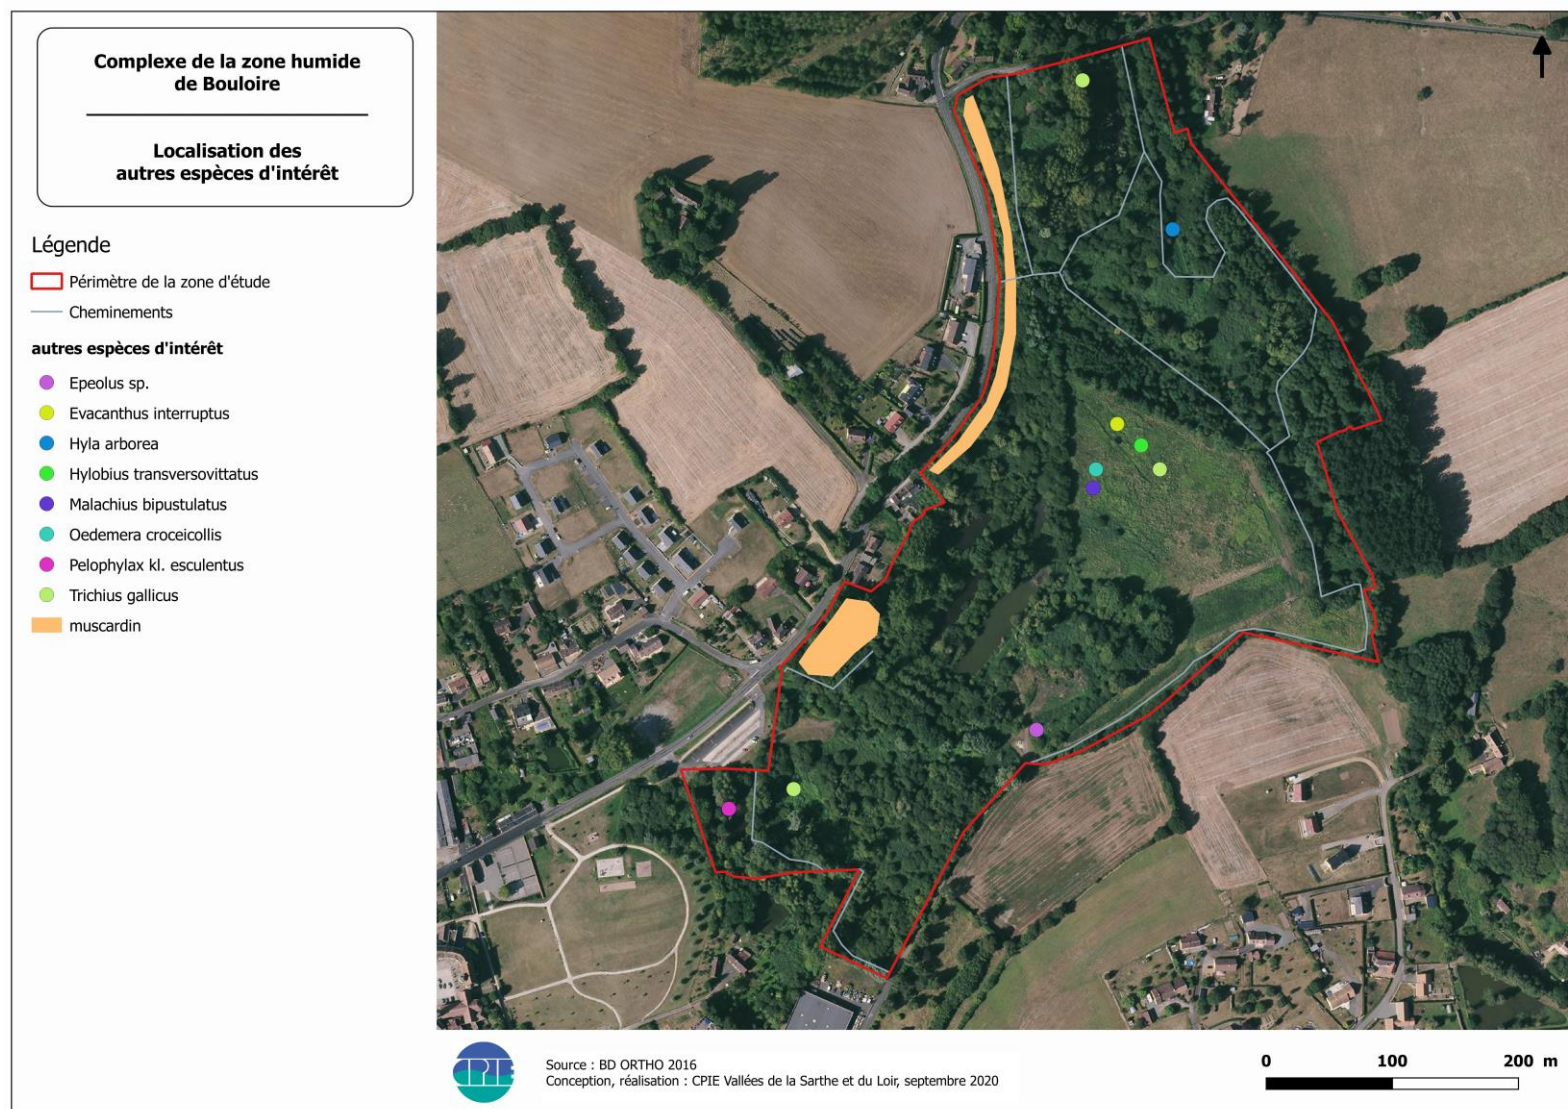 Complexe de la zone humide
de Bouloire
Localisation des
autres espèces d'intérêt
Légende
Périmètre de la zone d'étude
Cheminements
autres espèces d'intérêt
Epeolus sp.
Evacanthus interruptus
Hyla arborea
Hylobius transversovittatus
Malachius bipustulatus
Oedemera croceicollis
Pelophylax kl. esculentus
Trichius gallicus
muscardin
CPIE
Source : BD ORTHO 2016
Conception, réalisation : CPIE Vallées de la Sarthe et du Loir, septembre 2020
0 100 200 m